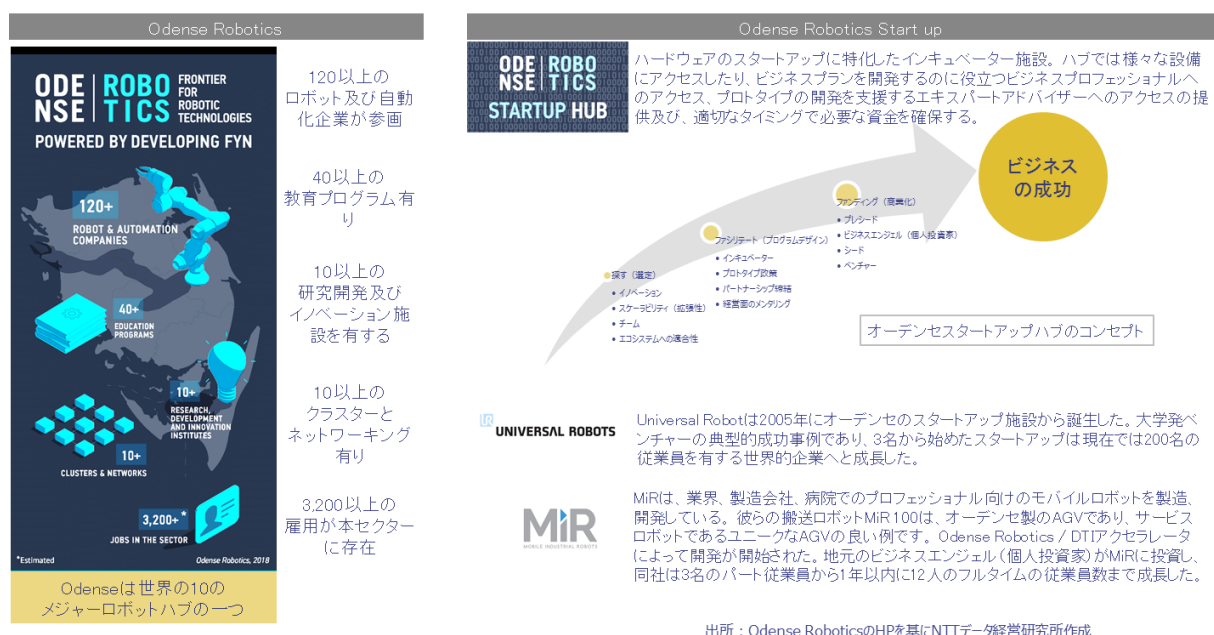 Odense Robotics
ODE NSE ROBO TICS FRONTIER FOR ROBOTIC TECHNOLOGIES
POWERED BY DEVELOPING FYN
120+
ROBOT & AUTOMATION
COMPANIES
40+
EDUCATION
PROGRAMS
10+
RESEARCH,
DEVELOPMENT
AND INNOVATION
INSTITUTES
10+
CLUSTERS & NETWORKS
3,200+*
JOBS IN THE SECTOR
*Estimated
Odense Robotics, 2018
120以上の
ロボット及び自動
化企業が参画
40以上の
教育プログラム有
り
10以上の
研究開発及び
イノベーション施
設を有する
10以上の
クラスターと
ネットワーキング
有り
3,200以上の
雇用が本セクター
に存在
Odenseは世界の10の
メジャーロボットハブの一つ
Odense Robotics Start up
ODE NSE ROBO TICS
STARTUP HUB
ハードウェアのスタートアップに特化したインキュベーター施設。ハブでは様々な設備
にアクセスしたり、ビジネスプランを開発するのに役立つビジネスプロフェッショナルへ
のアクセス、プロトタイプの開発を支援するエキスパートアドバイザーへのアクセスの提
供及び、適切なタイミングで必要な資金を確保する。
ビジネス
の成功
ファンディング（商業化）
• プレシード
• ビジネスエンジェル（個人投資家）
• シード
• ベンチャー
ファシリテート（プログラムデザイン）
• インキュベーター
• プロトタイプ政策
• パートナーシップ締結
• 経営面のメンタリング
探す（選定）
• イノベーション
• スケーラビリティ（拡張性）
• チーム
• エコシステムへの適合性
オーデンセスタートアップハブのコンセプト
UR
UNIVERSAL ROBOTS
Universal Robotは2005年にオーデンセのスタートアップ施設から誕生した。大学発ベ
ンチャーの典型的成功事例であり、3名から始めたスタートアップは現在では200名の
従業員を有する世界的企業へと成長した。
MiR
MOBILE INDUSTRIAL ROBOTS
MiRは、業界、製造会社、病院でのプロフェッショナル向けのモバイルロボットを製造、
開発している。彼らの搬送ロボットMiR100は、オーデンセ製のAGVであり、サービス
ロボットであるユニークなAGVの良い例です。Odense Robotics / DTIアクセラレータ
によって開発が開始された。地元のビジネスエンジェル（個人投資家）がMiRに投資し、
同社は3名のパート従業員から1年以内に12人のフルタイムの従業員数まで成長した。
出所：Odense RoboticsのHPを基にNTTデータ経営研究所作成